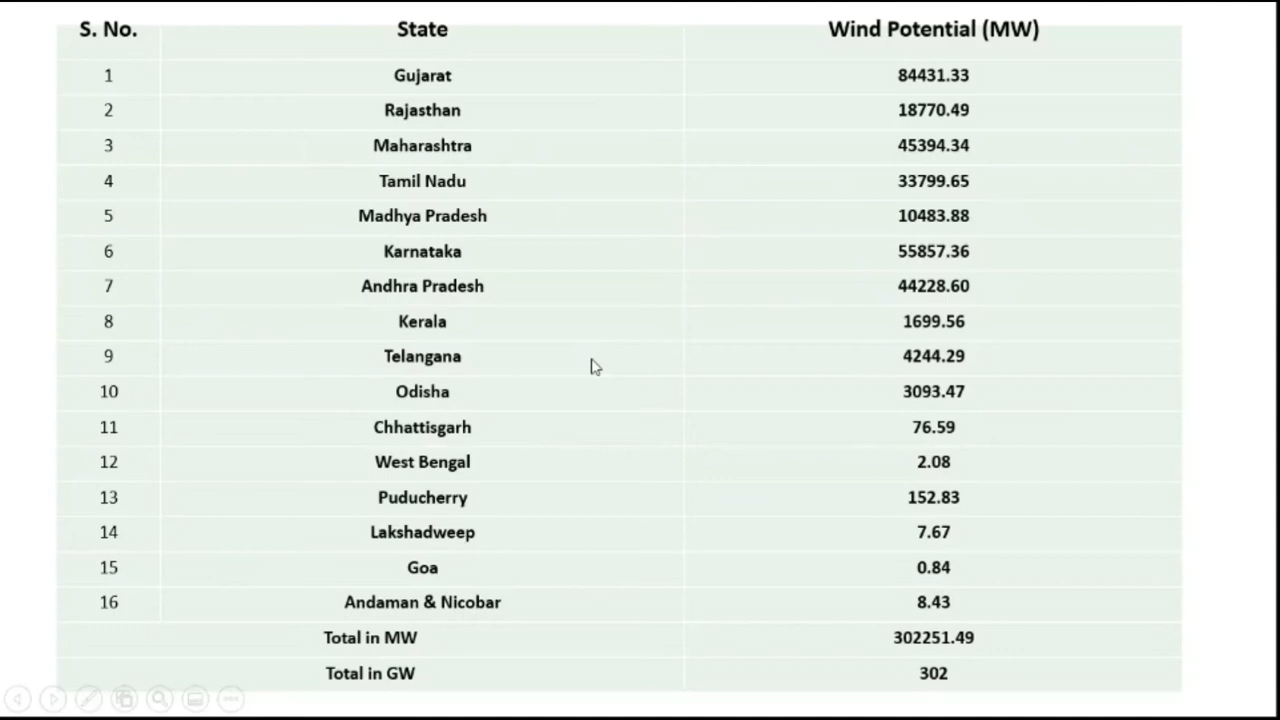 S. No. State Wind Potential (MW)
1 Gujarat 84431.33
2 Rajasthan 18770.49
3 Maharashtra 45394.34
4 Tamil Nadu 33799.65
5 Madhya Pradesh 10483.88
6 Karnataka 55857.36
7 Andhra Pradesh 44228.60
8 Kerala 1699.56
9 Telangana 4244.29
10 Odisha 3093.47
11 Chhattisgarh 76.59
12 West Bengal 2.08
13 Puducherry 152.83
14 Lakshadweep 7.67
15 Goa 0.84
16 Andaman & Nicobar 8.43
Total in MW 302251.49
Total in GW 302